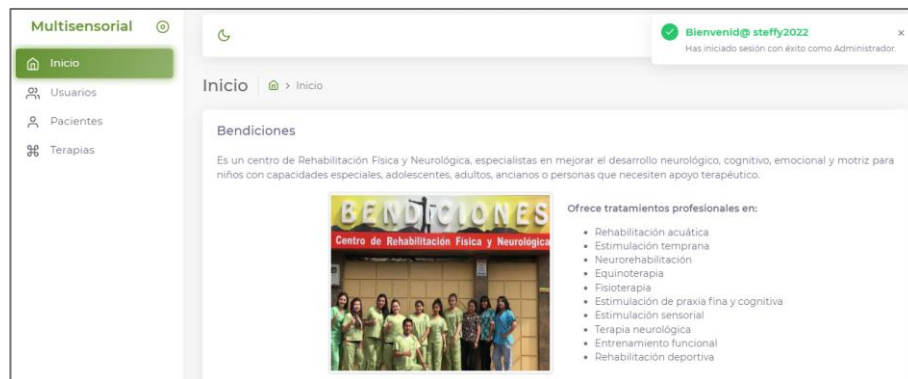 Multisensorial
Inicio
Usuarios
Pacientes
Terapias
Bienvenid@ steffy2022
×
Has iniciado sesión con éxito como Administrador.
Inicio
> Inicio
Bendiciones
Es un centro de Rehabilitación Física y Neurológica, especialistas en mejorar el desarrollo neurológico, cognitivo, emocional y motriz para
niños con capacidades especiales, adolescentes, adultos, ancianos o personas que necesiten apoyo terapéutico.
BENDICIONES
Centro de Rehabilitación Física y Neurológica
Ofrece tratamientos profesionales en:
• Rehabilitación acuática
• Estimulación temprana
• Neurorehabilitación
• Equinoterapia
• Fisioterapia
• Estimulación de praxia fina y cognitiva
• Estimulación sensorial
• Terapia neurológica
• Entrenamiento funcional
• Rehabilitación deportiva